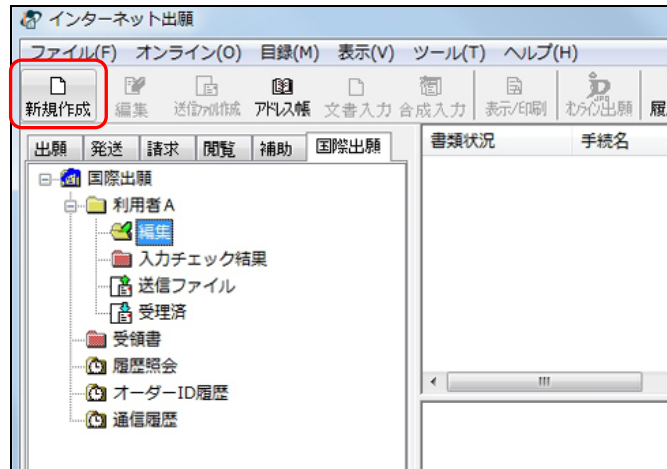 インターネット出願
ファイル(F) オンライン(O) 目録(M) 表示(V) ツール(T) ヘルプ(H)
新規作成 編集 送信ファイル作成 アドレス帳 文書入力 合成入力 表示/印刷 オンライン出願
出願 発送 請求 閲覧 補助 国際出願
書類状況 手続名
国際出願
利用者A
編集
入力チェック結果
送信ファイル
受理済
受領書
履歴照会
オーダーID履歴
通信履歴